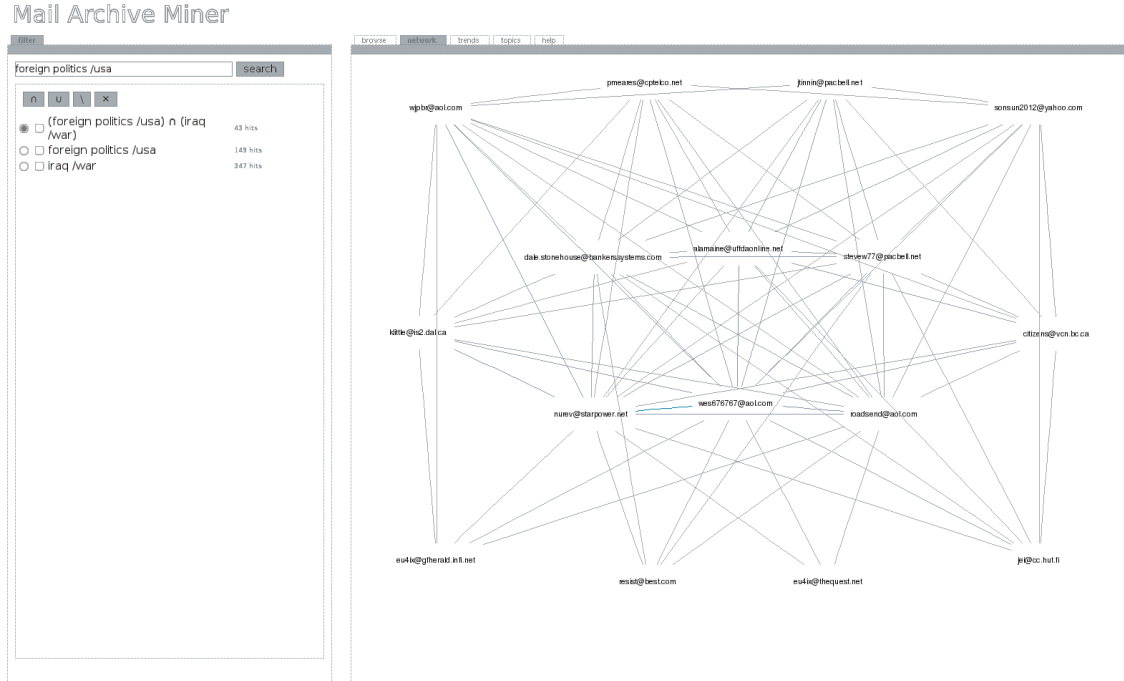 Mail Archive Miner
filter
browse network trends topics help
foreign politics /usa search
∩ ∪ \ ✕
(foreign politics /usa) ∩ (iraq
/war) 43 hits
foreign politics /usa 149 hits
iraq /war 347 hits
pmeares@cptelco.net jtinnin@pacbell.net
wjpbr@aol.com sonsun2012@yahoo.com
alamaine@uffdaonline.net
dale.stonehouse@bankersystems.com stevew77@pacbell.net
klittle@is2.dal.ca citizens@vcn.bc.ca
wes676767@aol.com
nurev@starpower.net roadsend@aol.com
eu4ix@gfherald.infi.net jei@cc.hut.fi
resist@best.com eu4ix@thequest.net